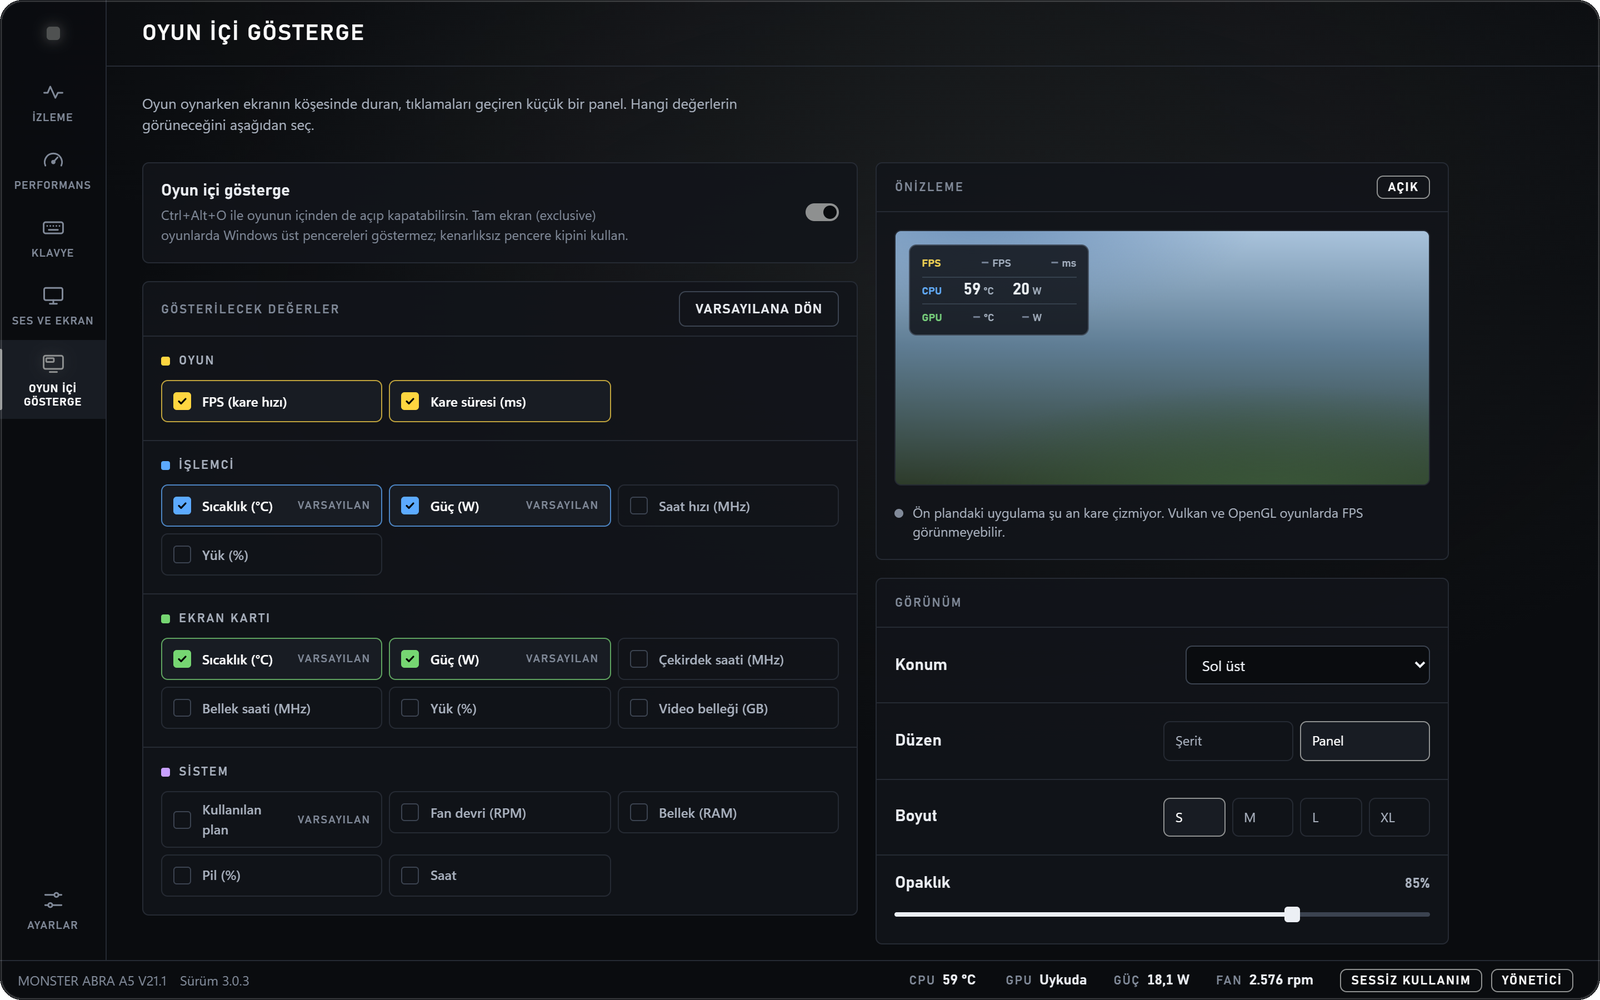 OYUN İÇİ GÖSTERGE
İZLEME
PERFORMANS
KLAVYE
SES VE EKRAN
OYUN İÇİ
GÖSTERGE
AYARLAR
Oyun oynarken ekranın köşesinde duran, tıklamaları geçiren küçük bir panel. Hangi değerlerin
görüneceğini aşağıdan seç.
Oyun içi gösterge
Ctrl+Alt+O ile oyunun içinden de açıp kapatabilirsin. Tam ekran (exclusive)
oyunlarda Windows üst pencereleri göstermez; kenarlıksız pencere kipini kullan.
GÖSTERİLECEK DEĞERLER
VARSAYILANA DÖN
OYUN
FPS (kare hızı)
Kare süresi (ms)
İŞLEMCİ
Sıcaklık (°C) VARSAYILAN
Güç (W) VARSAYILAN
Saat hızı (MHz)
Yük (%)
EKRAN KARTI
Sıcaklık (°C) VARSAYILAN
Güç (W) VARSAYILAN
Çekirdek saati (MHz)
Bellek saati (MHz)
Yük (%)
Video belleği (GB)
SİSTEM
Kullanılan
plan
VARSAYILAN
Fan devri (RPM)
Bellek (RAM)
Pil (%)
Saat
ÖNİZLEME
AÇIK
FPS – FPS – ms
CPU 59 °C 20 W
GPU – °C – W
Ön plandaki uygulama şu an kare çizmiyor. Vulkan ve OpenGL oyunlarda FPS
görünmeyebilir.
GÖRÜNÜM
Konum
Sol üst
Düzen
Şerit
Panel
Boyut
S
M
L
XL
Opaklık
85%
MONSTER ABRA A5 V21.1 Sürüm 3.0.3
CPU 59 °C GPU Uykuda GÜÇ 18,1 W FAN 2.576 rpm
SESSİZ KULLANIM
YÖNETİCİ